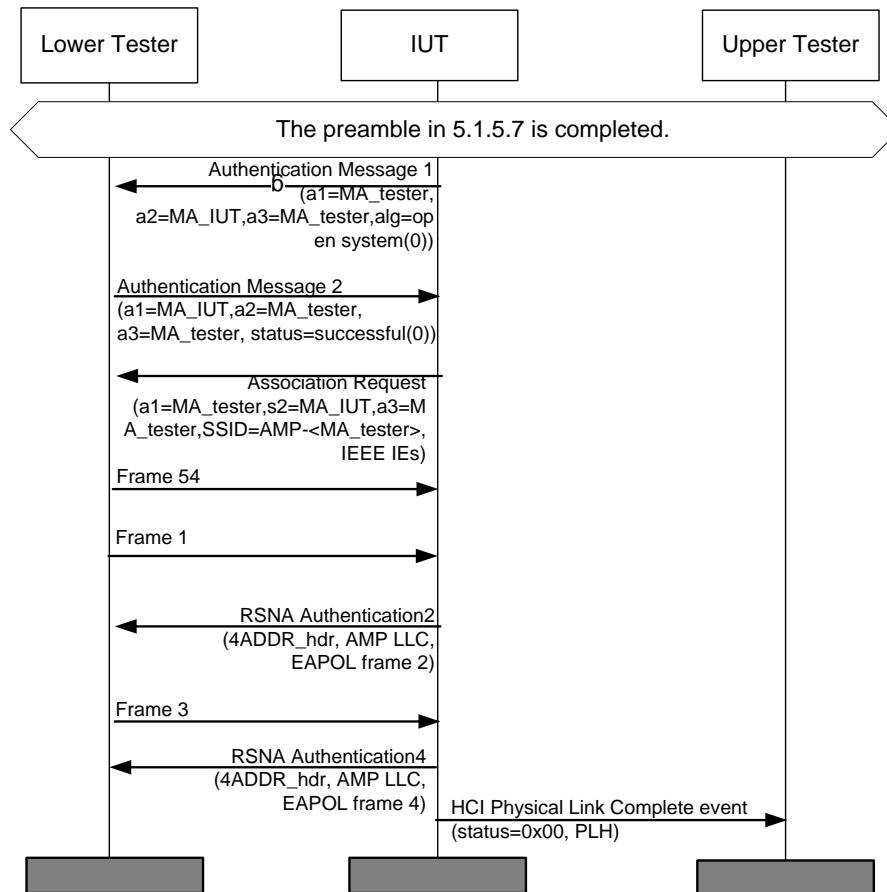 Lower Tester
IUT
Upper Tester
The preamble in 5.1.5.7 is completed.
Authentication Message 1
6
(a1=MA_tester,
a2=MA_IUT,a3=MA_tester,alg=op
en system(0))
Authentication Message 2
(a1=MA_IUT,a2=MA_tester,
a3=MA_tester, status=successful(0))
Association Request
(a1=MA_tester,s2=MA_IUT,a3=M
A_tester,SSID=AMP-<MA_tester>,
IEEE IEs)
Frame 54
Frame 1
RSNA Authentication2
(4ADDR_hdr, AMP LLC,
EAPOL frame 2)
Frame 3
RSNA Authentication4
(4ADDR_hdr, AMP LLC,
EAPOL frame 4)
HCI Physical Link Complete event
(status=0x00, PLH)